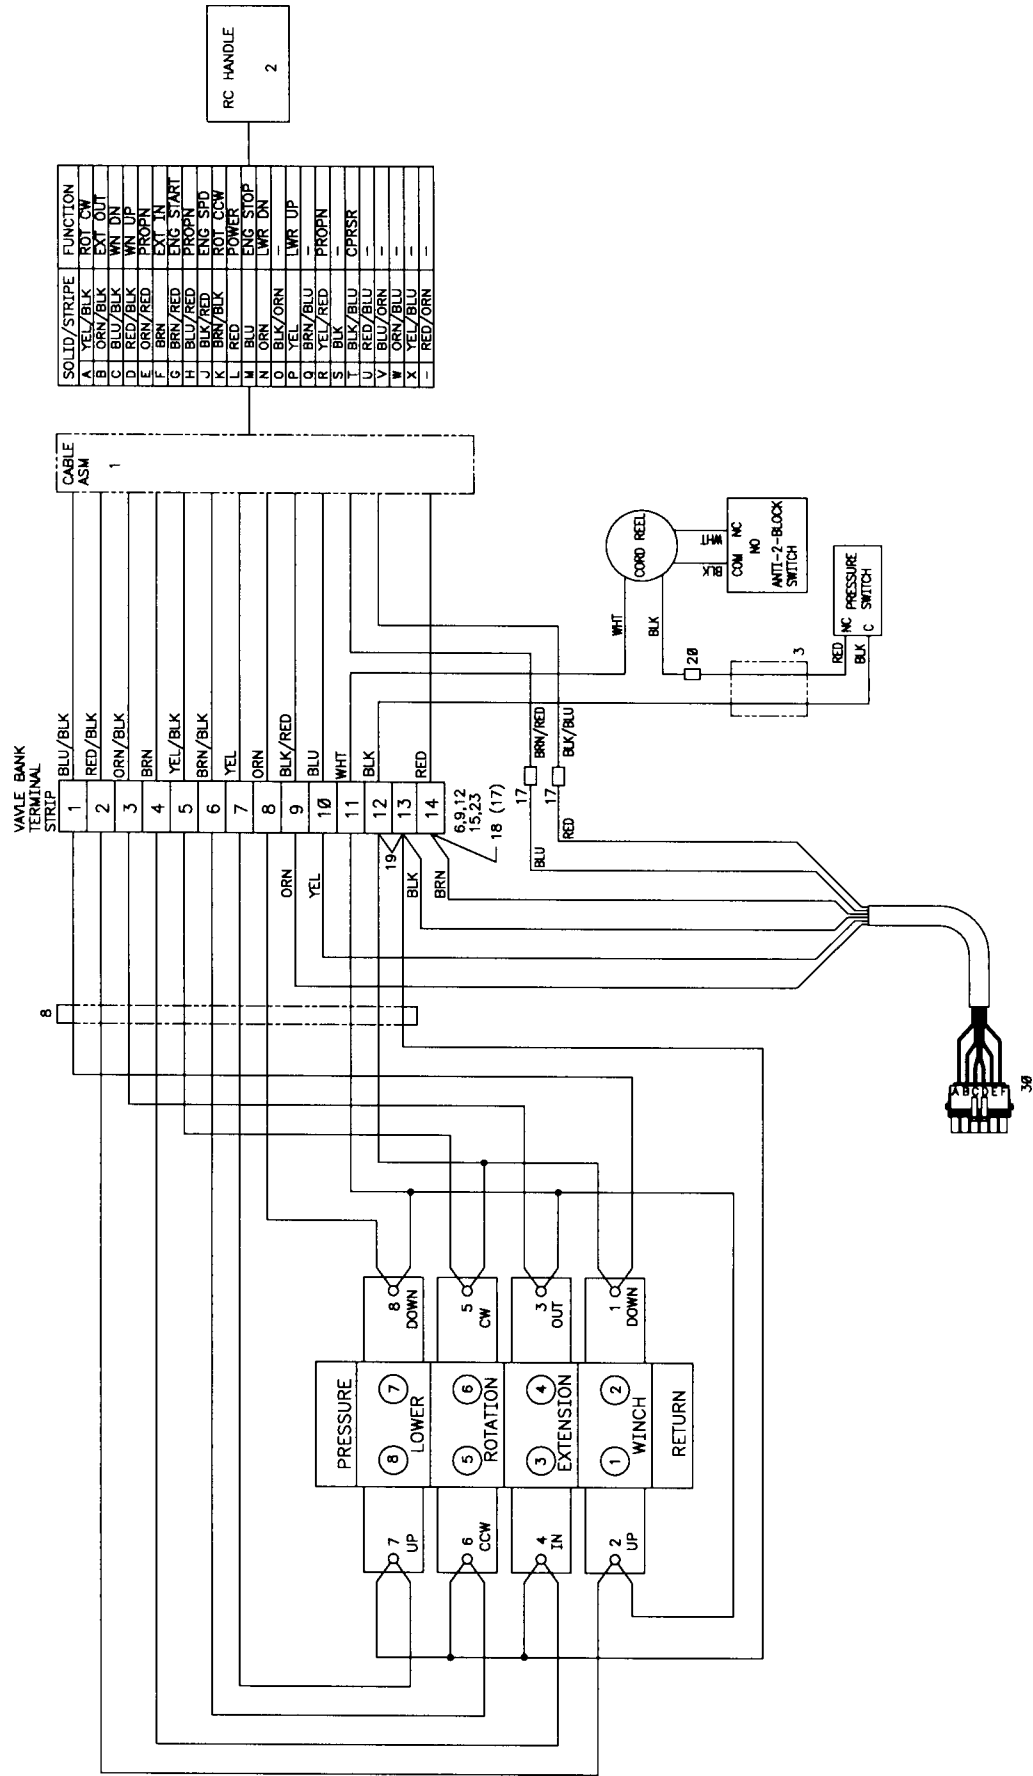 RC HANDLE
2
SOLID/STRIPE FUNCTION
A YEL/BLK ROT CW
B ORN/BLK EXT OUT
C BLU/BLK WN DN
D RED/BLK WN UP
E ORN/RED PROPN
F BRN EXT IN
G BRN/RED ENG START
H BLU/RED PROPN
J BLK/RED ENG SPD
K BRN/BLK ROT CCW
L RED POWER
M BLU ENG STOP
N ORN LWR DN
O BLK/ORN -
P YEL LWR UP
Q BRN/BLU -
R YEL/RED PROPN
S BLK -
T BLK/BLU CPRSR
U RED/BLU -
V BLU/ORN -
W ORN/BLU -
X YEL/BLU -
- RED/ORN -
CABLE
ASM
1
VAVLE BANK
TERMINAL
STRIP
1 BLU/BLK
2 RED/BLK
3 ORN/BLK
4 BRN
5 YEL/BLK
6 BRN/BLK
7 YEL
8 ORN
9 BLK/RED
10 BLU
11 WHT
12 BLK
13
14 RED
6,9,12
15,23
18 (17)
ORN
YEL
19
BLK
BRN
17 BRN/RED
BLU
17 BLK/BLU
RED
WHT
BLK
CORD REEL
BLK
WHT
COM NC
NO
ANTI-2-BLOCK
SWITCH
20
3
RED
BLK
NC PRESSURE
C SWITCH
8
A B C D E F
30
8
DOWN
5
CW
3
OUT
1
DOWN
PRESSURE
8 7
LOWER
5 6
ROTATION
3 4
EXTENSION
1 2
WINCH
RETURN
7
UP
6
CCW
4
IN
2
UP